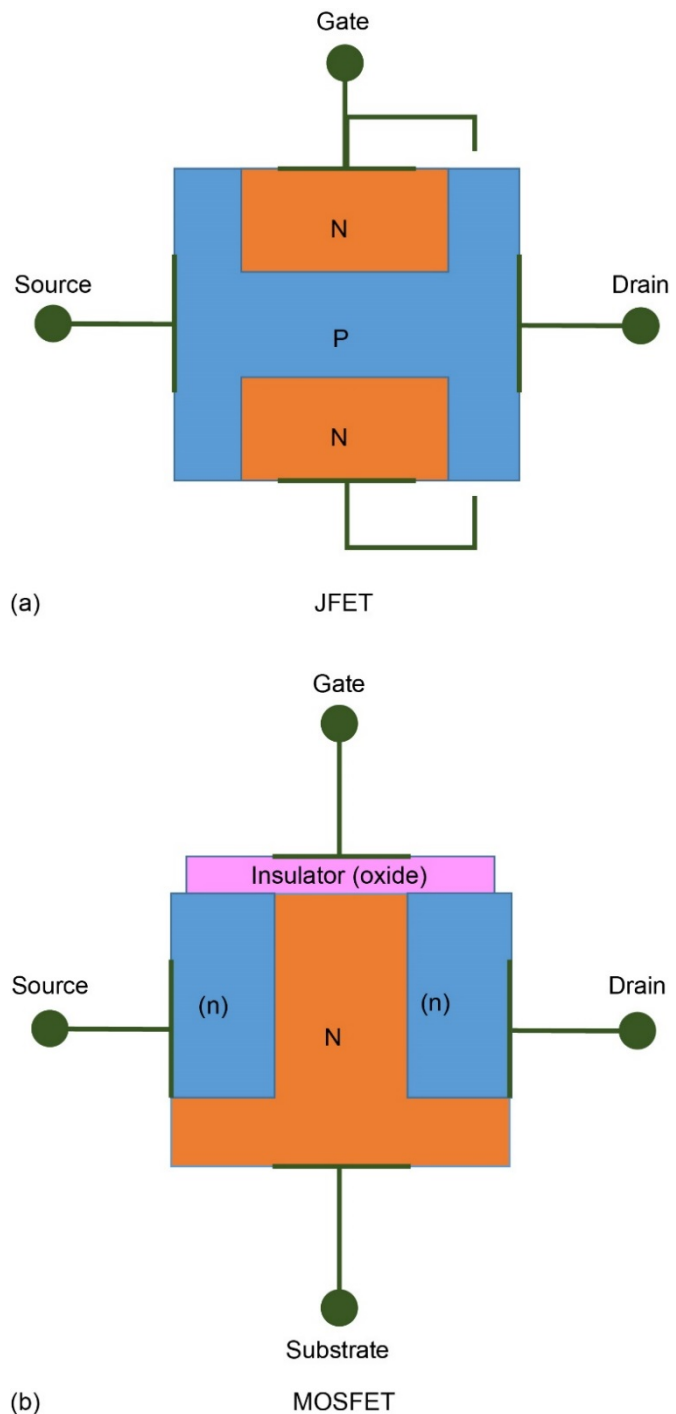 Gate
N
Source
Drain
P
N
(a)
JFET
Gate
Insulator (oxide)
Source
(n)
(n)
Drain
N
Substrate
(b)
MOSFET